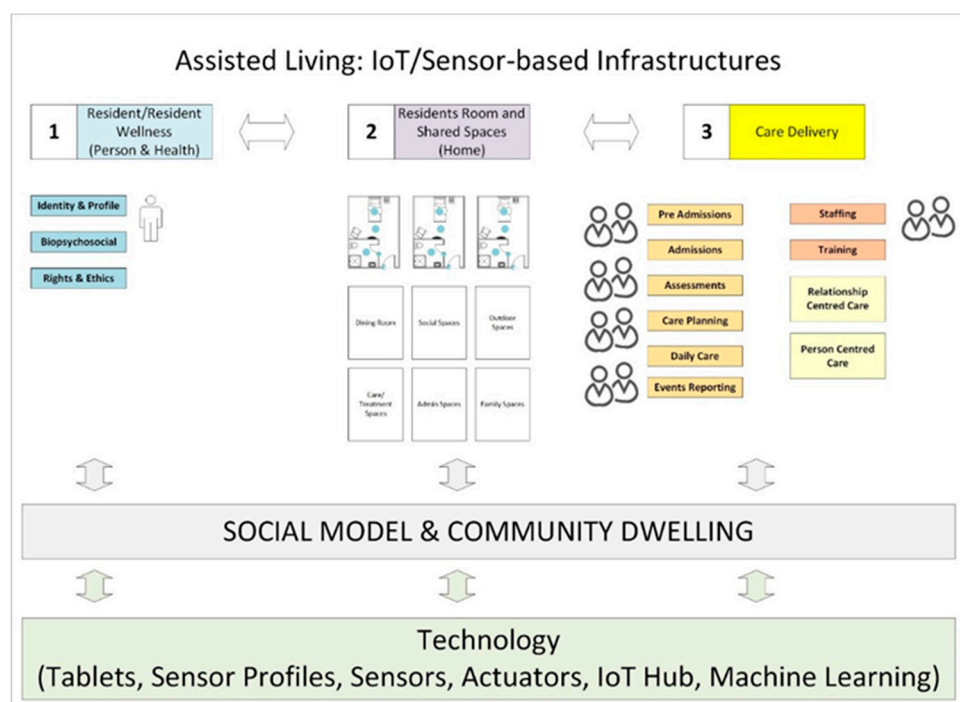 Assisted Living: IoT/Sensor-based Infrastructures
1
Resident/Resident
Wellness
(Person & Health)
2
Residents Room and
Shared Spaces
(Home)
3
Care Delivery
Identity & Profile
Biopsychosocial
Rights & Ethics
Dining Room
Social Spaces
Outdoor
Spaces
Care/
Treatment
Spaces
Admin Spaces
Family Spaces
Pre Admissions
Admissions
Assessments
Care Planning
Daily Care
Events Reporting
Staffing
Training
Relationship
Centred Care
Person Centred
Care
SOCIAL MODEL & COMMUNITY DWELLING
Technology
(Tablets, Sensor Profiles, Sensors, Actuators, IoT Hub, Machine Learning)